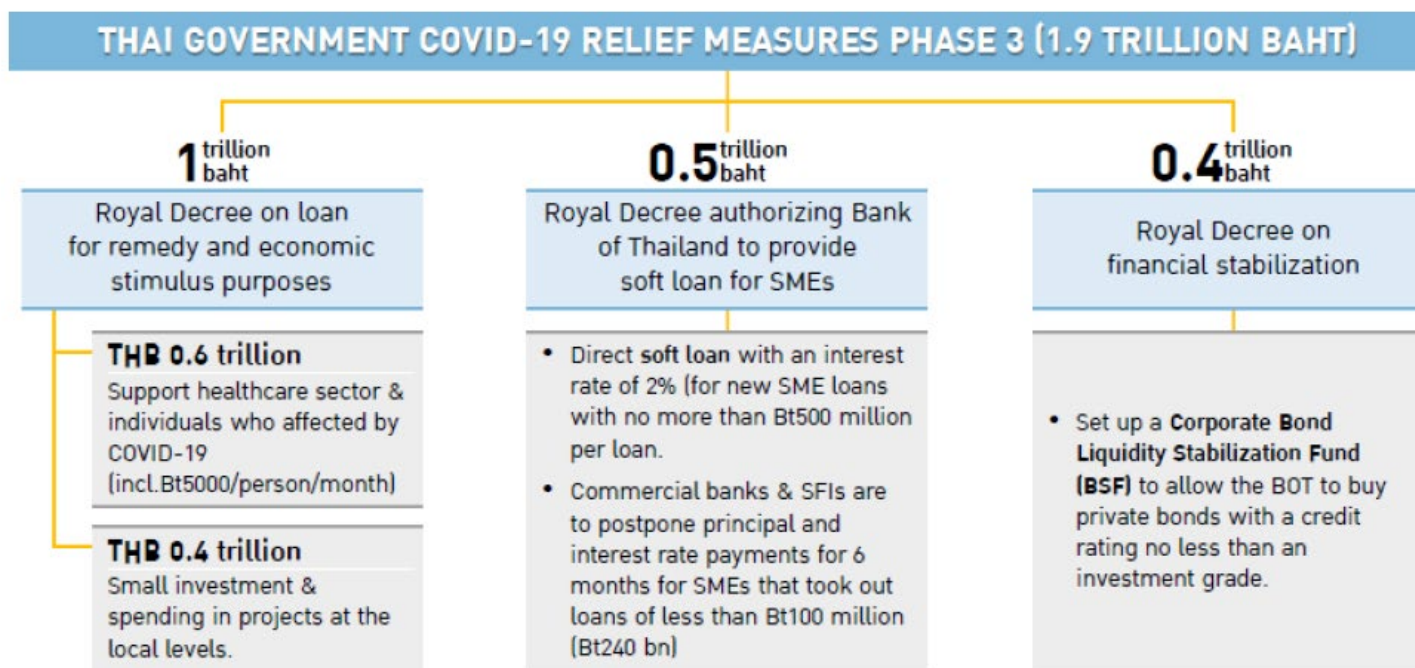 THAI GOVERNMENT COVID-19 RELIEF MEASURES PHASE 3 (1.9 TRILLION BAHT)
1 trillion baht
Royal Decree on loan
for remedy and economic
stimulus purposes
THB 0.6 trillion
Support healthcare sector &
individuals who affected by
COVID-19
(incl.Bt5000/person/month)
THB 0.4 trillion
Small investment &
spending in projects at the
local levels.
0.5 trillion baht
Royal Decree authorizing Bank
of Thailand to provide
soft loan for SMEs
• Direct soft loan with an interest
rate of 2% (for new SME loans
with no more than Bt500 million
per loan.
• Commercial banks & SFIs are
to postpone principal and
interest rate payments for 6
months for SMEs that took out
loans of less than Bt100 million
(Bt240 bn)
0.4 trillion baht
Royal Decree on
financial stabilization
• Set up a Corporate Bond
Liquidity Stabilization Fund
(BSF) to allow the BOT to buy
private bonds with a credit
rating no less than an
investment grade.